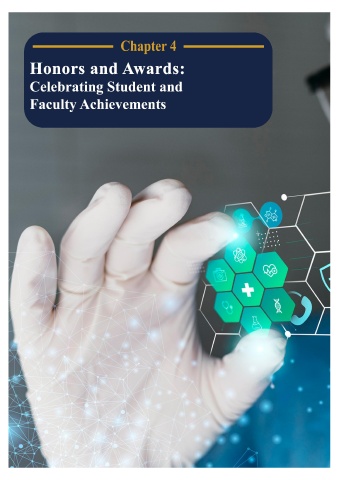 Chapter 4
Honors and Awards:
Celebrating Student and
Faculty Achievements